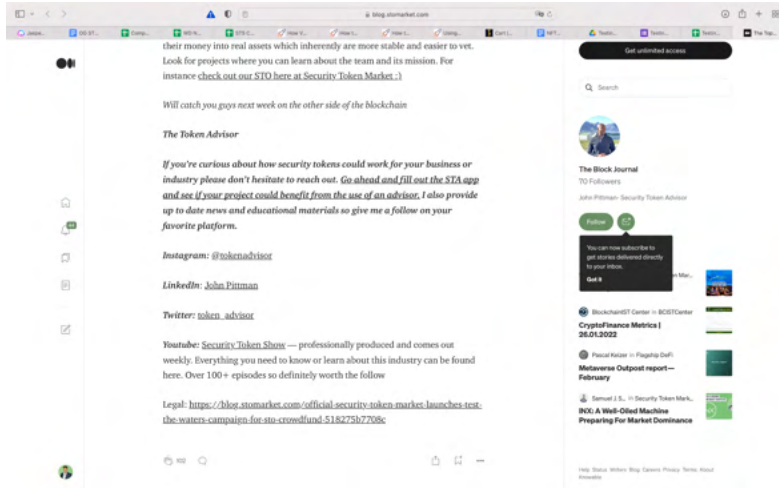 blog.stomarket.com
their money into real assets which inherently are more stable and easier to vet.
Look for projects where you can learn about the team and its mission. For
instance check out our STO here at Security Token Market :)
Will catch you guys next week on the other side of the blockchain
The Token Advisor
If you're curious about how security tokens could work for your business or
industry please don't hesitate to reach out. Go ahead and fill out the STA app
and see if your project could benefit from the use of an advisor. I also provide
up to date news and educational materials so give me a follow on your
favorite platform.
Instagram: @tokenadvisor
LinkedIn: John Pittman
Twitter: token_advisor
Youtube: Security Token Show — professionally produced and comes out
weekly. Everything you need to know or learn about this industry can be found
here. Over 100+ episodes so definitely worth the follow
Legal: https://blog.stomarket.com/official-security-token-market-launches-test-
the-waters-campaign-for-sto-crowdfund-518275b7708c
102
Get unlimited access
Search
The Block Journal
70 Followers
John Pittman- Security Token Advisor
Follow
You can now subscribe to
get stories delivered directly
to your inbox.
Got it
BlockchainIST Center in BCISTCenter
CryptoFinance Metrics |
26.01.2022
Pascal Keizer in Flagship DeFi
Metaverse Outpost report—
February
Samuel J.S... in Security Token Mark...
INX: A Well-Oiled Machine
Preparing For Market Dominance
Help Status Writers Blog Careers Privacy Terms About
Knowable